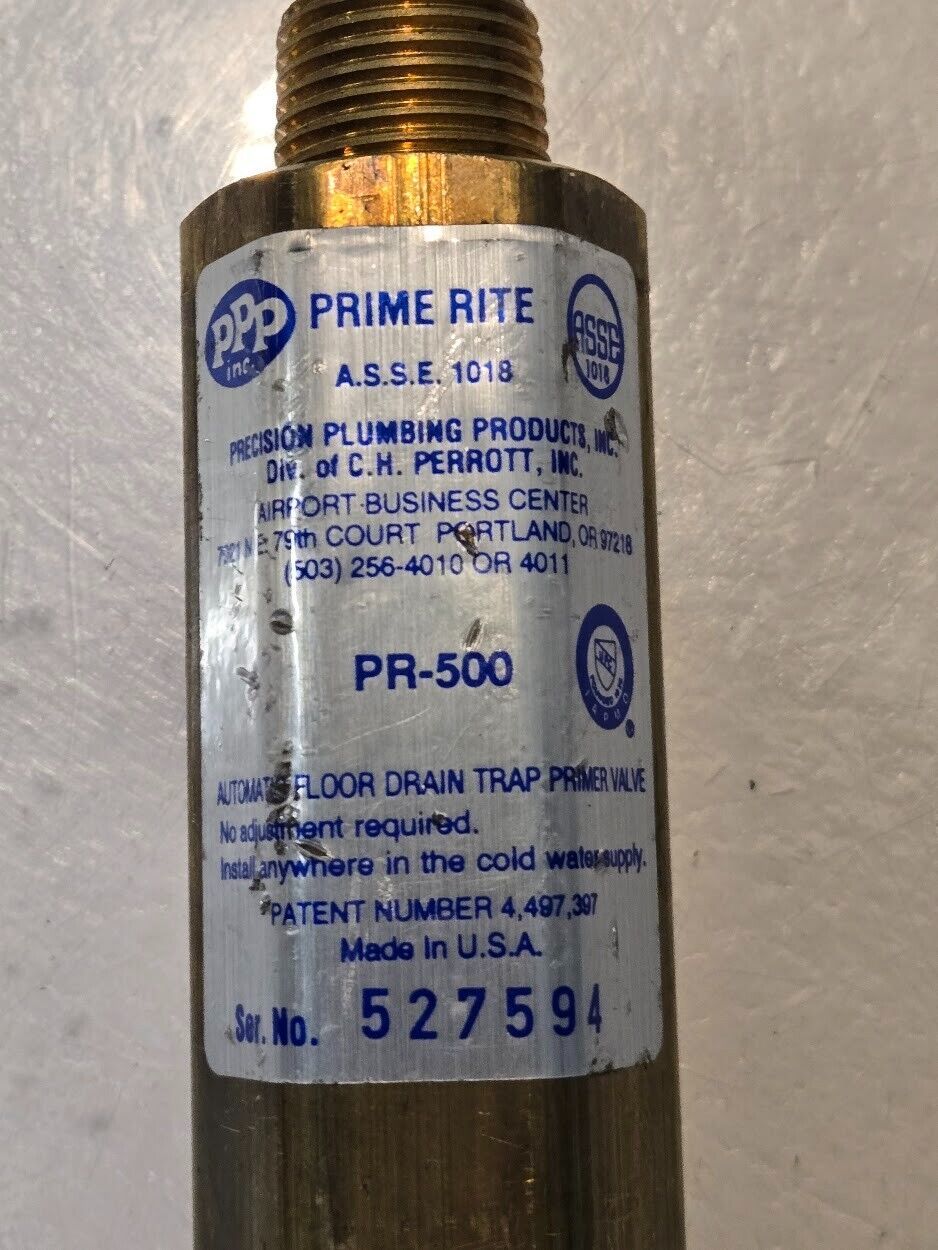 PPP
inc.
PRIME RITE
ASSE
1018
A.S.S.E. 1018
PRECISION PLUMBING PRODUCTS, INC.
Div. of C.H. PERROTT, INC.
AIRPORT BUSINESS CENTER
N.E. 79th COURT PORTLAND, OR 97218
(503) 256-4010 OR 4011
PR-500
IAPMO
AUTOMATIC FLOOR DRAIN TRAP PRIMER VALVE
No adjustment required.
Install anywhere in the cold water supply.
PATENT NUMBER 4,497,397
Made In U.S.A.
Ser. No. 527594